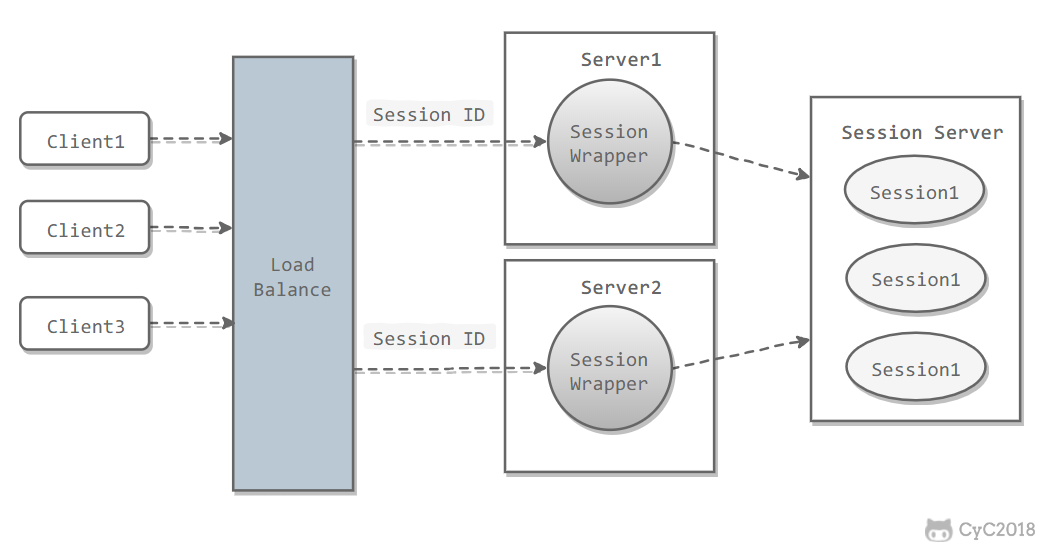 Client1
Client2
Client3
Load
Balance
Session ID
Session ID
Server1
Session
Wrapper
Server2
Session
Wrapper
Session Server
Session1
Session1
Session1
CyC2018